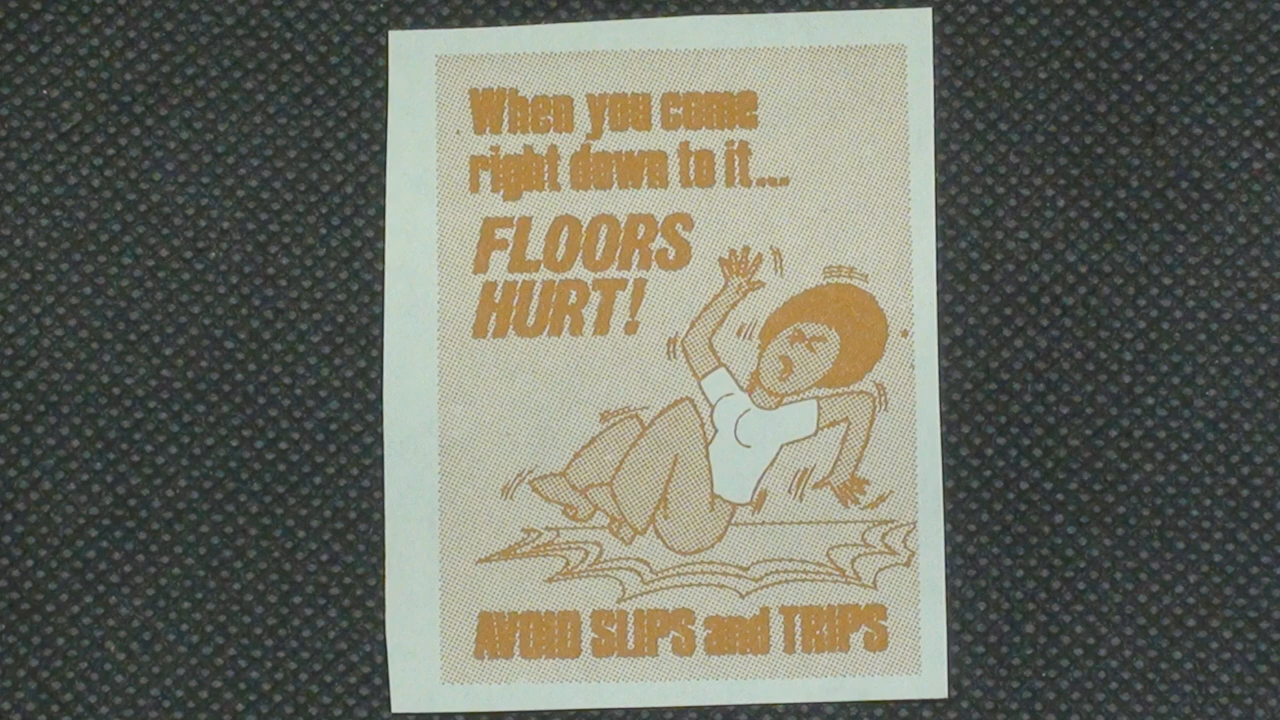 When you come
right down to it...
FLOORS
HURT!
AVOID SLIPS and TRIPS